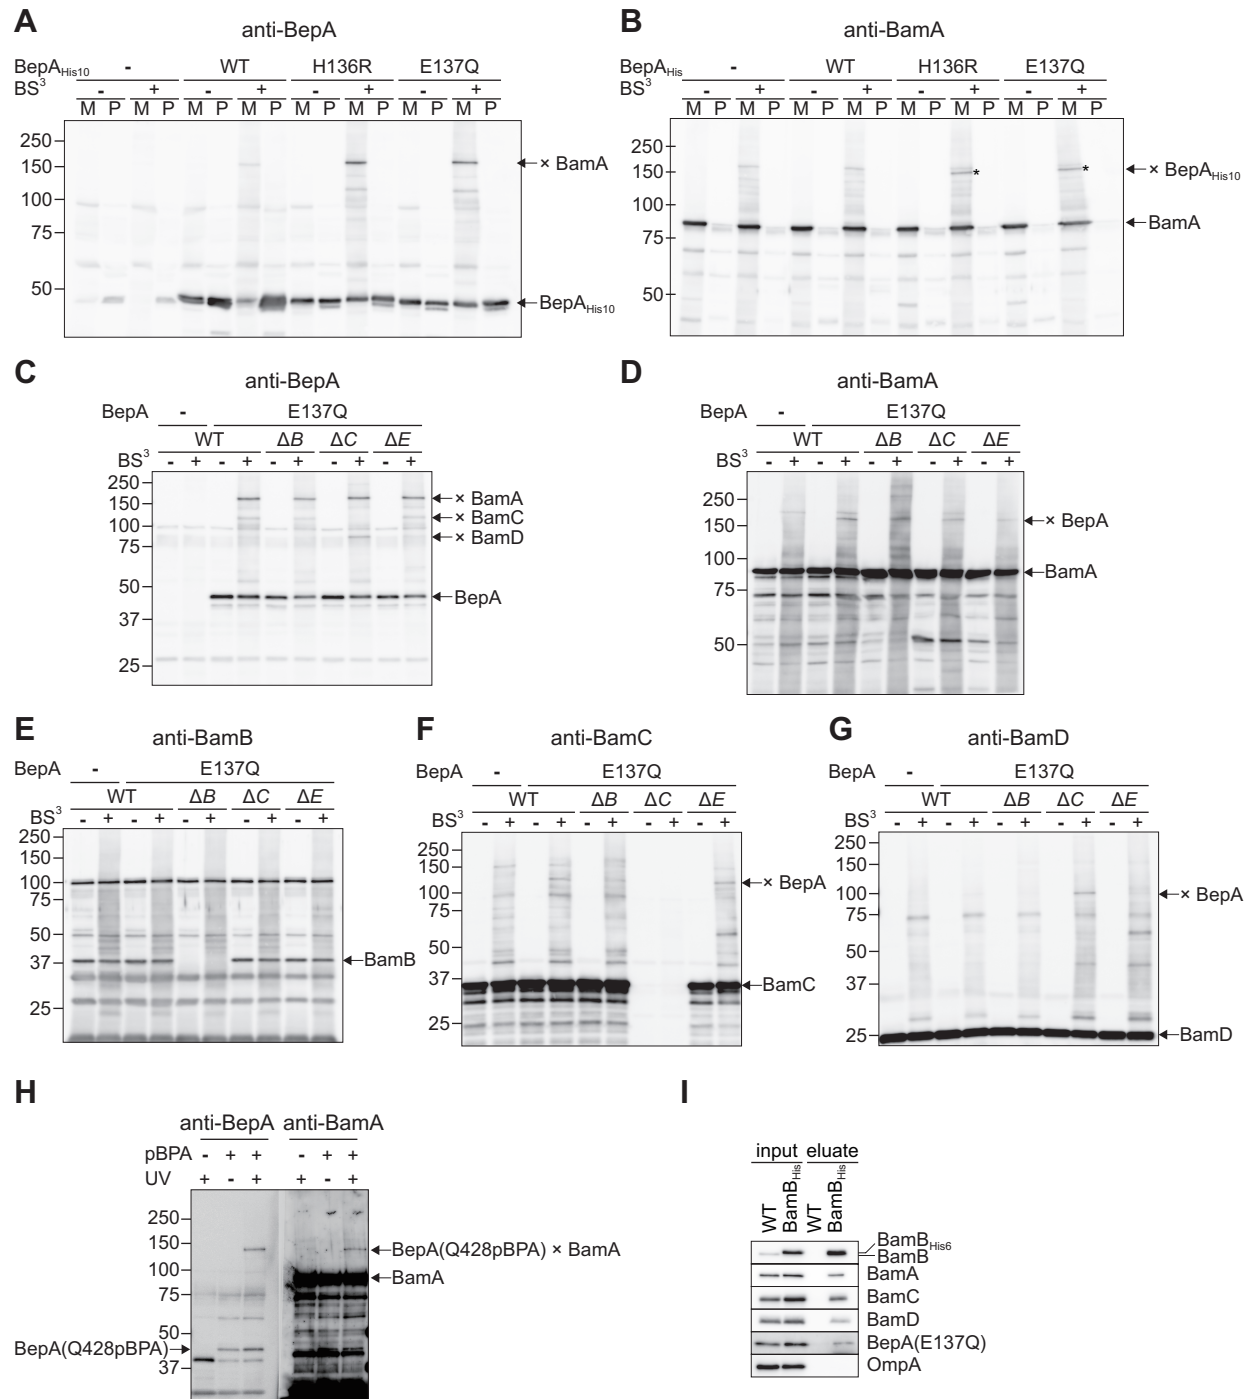 A
anti-BepA
BepAHis10 - WT H136R E137Q
BS3 - + - + - + - +
M P M P M P M P M P M P M P M P
250
150
100
75
50
× BamA
BepAHis10
B
anti-BamA
BepAHis - WT H136R E137Q
BS3 - + - + - + - +
M P M P M P M P M P M P M P M P
250
150
100
75
50
* *
× BepAHis10
BamA
C
anti-BepA
BepA - E137Q
WT ΔB ΔC ΔE
BS3 - + - + - + - + - +
250
150
100
75
50
37
25
× BamA
× BamC
× BamD
BepA
D
anti-BamA
BepA - E137Q
WT ΔB ΔC ΔE
BS3 - + - + - + - + - +
250
150
100
75
50
× BepA
BamA
E
anti-BamB
BepA - E137Q
WT ΔB ΔC ΔE
BS3 - + - + - + - + - +
250
150
100
75
50
37
25
BamB
F
anti-BamC
BepA - E137Q
WT ΔB ΔC ΔE
BS3 - + - + - + - + - +
250
150
100
75
50
37
25
× BepA
BamC
G
anti-BamD
BepA - E137Q
WT ΔB ΔC ΔE
BS3 - + - + - + - + - +
250
150
100
75
50
37
25
× BepA
BamD
H
anti-BepA anti-BamA
pBPA - + + - + +
UV + - + + - +
250
150
100
75
50
37
BepA(Q428pBPA) × BamA
BamA
BepA(Q428pBPA)
I
input eluate
WT BamBHis WT BamBHis
BamBHis6
BamB
BamA
BamC
BamD
BepA(E137Q)
OmpA